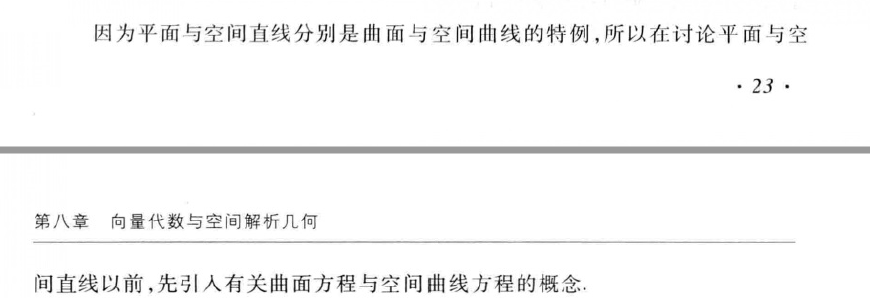 因为平面与空间直线分别是曲面与空间曲线的特例,所以在讨论平面与空
· 23 ·
第八章 向量代数与空间解析几何
间直线以前,先引入有关曲面方程与空间曲线方程的概念.